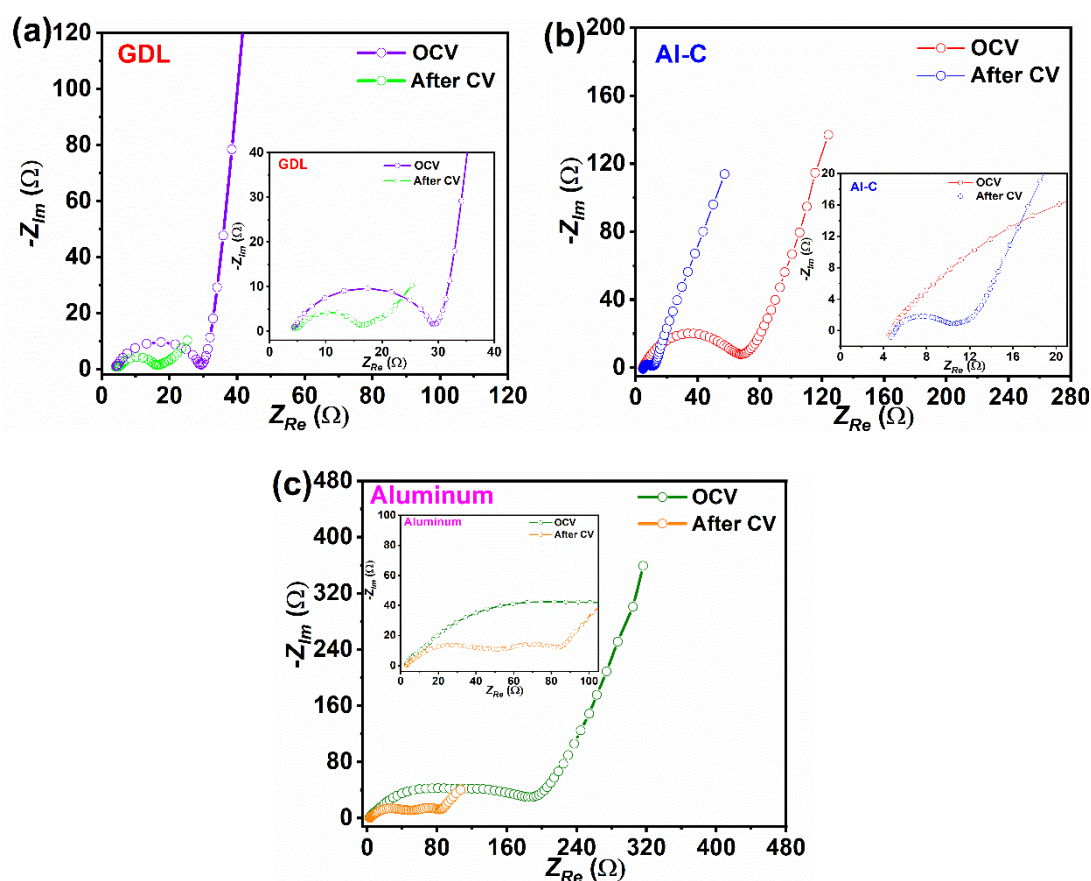 (a)
GDL
OCV
After CV
-Z_Im (Ω)
120
100
80
60
40
20
0
0 20 40 60 80 100 120
Z_Re (Ω)
GDL
OCV
After CV
-Z_Im (Ω)
40
30
20
10
0
0 10 20 30 40
Z_Re (Ω)
(b)
Al-C
OCV
After CV
-Z_Im (Ω)
200
160
120
80
40
0
0 40 80 120 160 200 240 280
Z_Re (Ω)
Al-C
OCV
After CV
-Z_Im (Ω)
20
16
12
8
4
0
0 4 8 12 16 20
Z_Re (Ω)
(c)
Aluminum
OCV
After CV
-Z_Im (Ω)
480
400
320
240
160
80
0
0 80 160 240 320 400 480
Z_Re (Ω)
Aluminum
OCV
After CV
-Z_Im (Ω)
100
80
60
40
20
0
0 20 40 60 80 100
Z_Re (Ω)